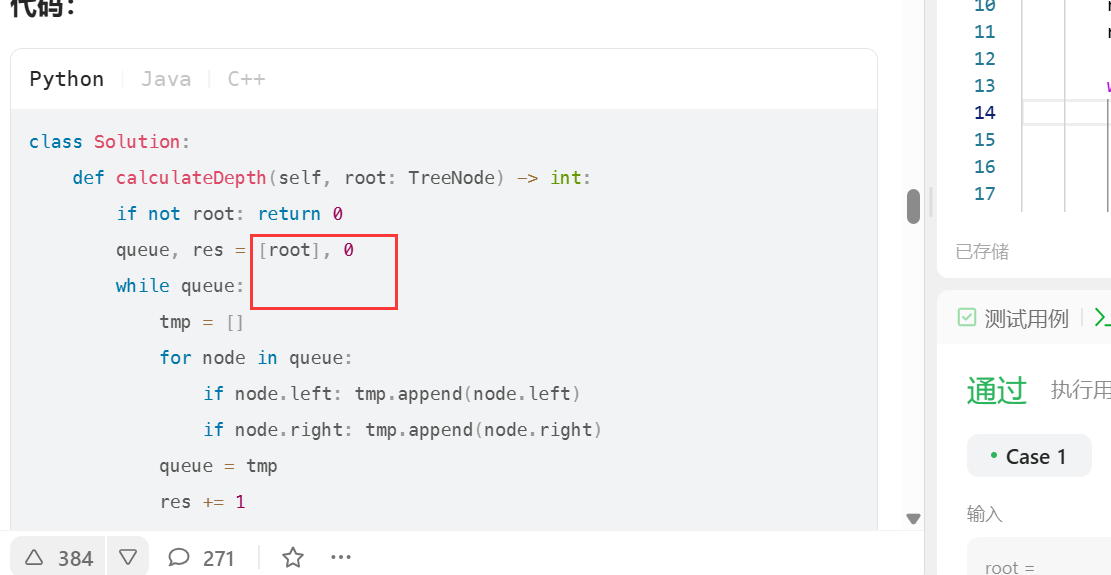 代码：
Python Java C++
class Solution:
    def calculateDepth(self, root: TreeNode) -> int:
        if not root: return 0
        queue, res = [root], 0
        while queue:
            tmp = []
            for node in queue:
                if node.left: tmp.append(node.left)
                if node.right: tmp.append(node.right)
            queue = tmp
            res += 1
384 271
10
11
12
13
14
15
16
17
已存储
测试用例
通过 执行用
Case 1
输入
root =